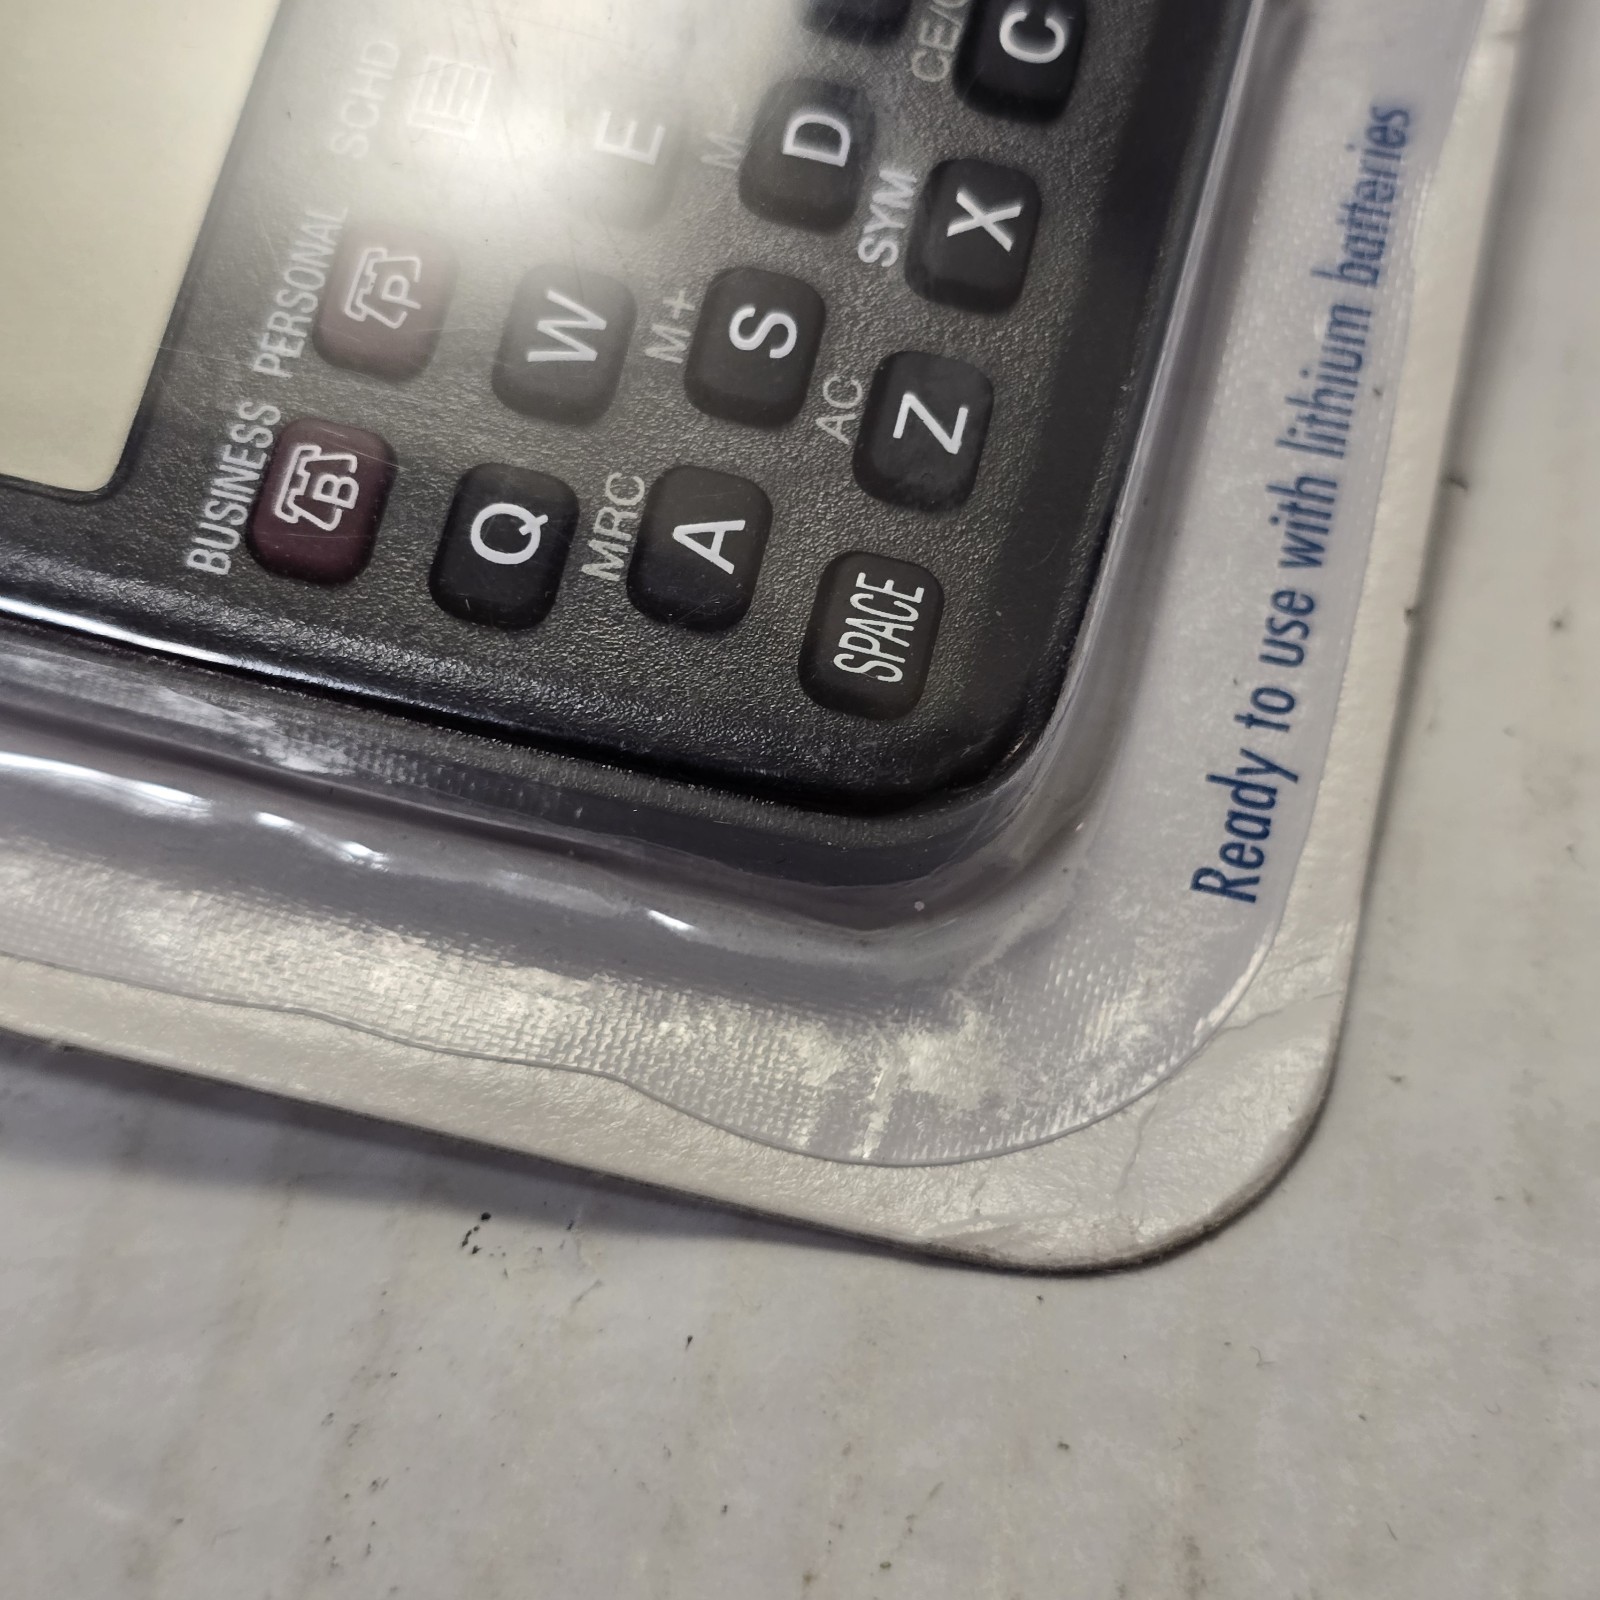 BUSINESS PERSONAL SCHD
B P
Q W E
MRC M+ M-
A S D
AC SYM CE/C
Z X C
SPACE
Ready to use with lithium batteries